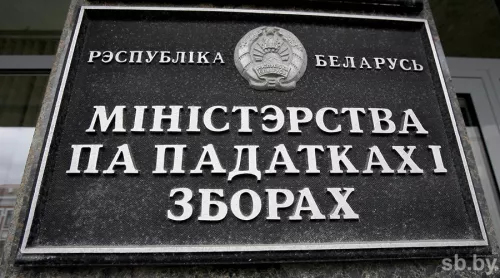 РЭСПУБЛІКА БЕЛАРУСЬ
МІНІСТЭРСТВА
ПА ПАДАТКАХ І
ЗБОРАХ
sb.by